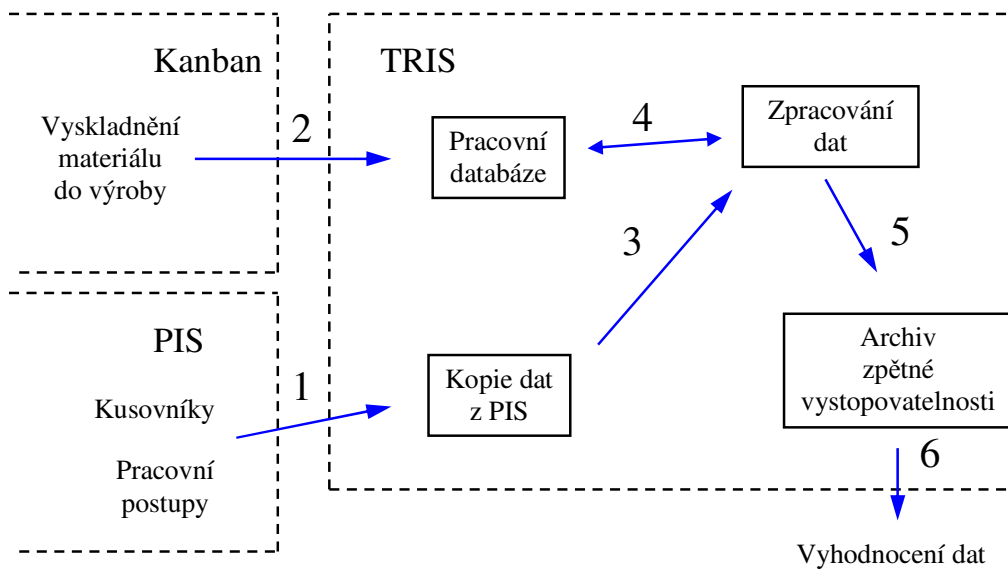 Kanban
Vyskladnění
materiálu
do výroby
2
TRIS
Pracovní
databáze
4
Zpracování
dat
3
5
PIS
Kusovníky
Pracovní
postupy
1
Kopie dat
z PIS
Archiv
zpětné
vystopovatelnosti
6
Vyhodnocení dat